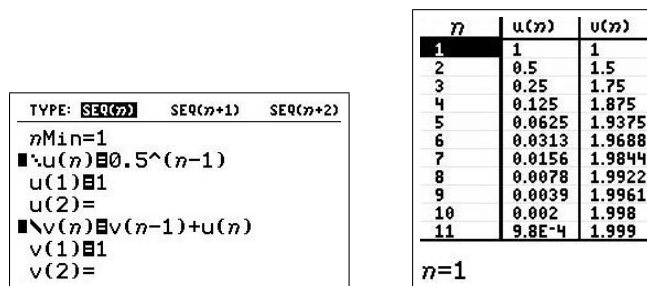 TYPE: SEQ(n) SEQ(n+1) SEQ(n+2)
nMin=1
u(n)=0.5^(n-1)
u(1)=1
u(2)=
v(n)=v(n-1)+u(n)
v(1)=1
v(2)=
n u(n) v(n)
1 1 1
2 0.5 1.5
3 0.25 1.75
4 0.125 1.875
5 0.0625 1.9375
6 0.0313 1.9688
7 0.0156 1.9844
8 0.0078 1.9922
9 0.0039 1.9961
10 0.002 1.998
11 9.8E-4 1.999
n=1